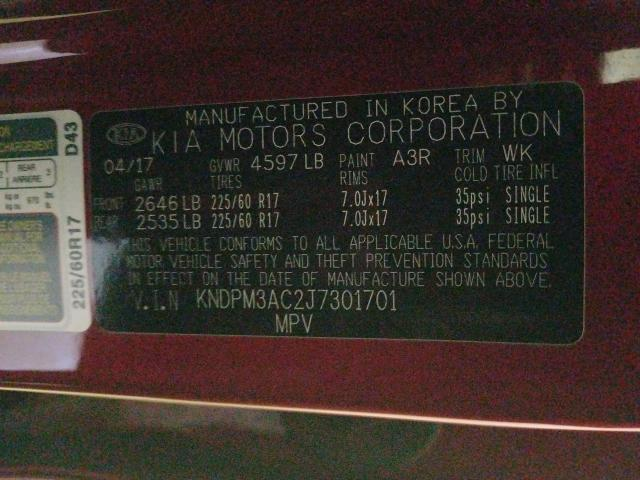 MANUFACTURED IN KOREA BY
KIA KIA MOTORS CORPORATION
04/17 GVWR 4597 LB PAINT A3R TRIM WK
GAWR TIRES RIMS COLD TIRE INFL
FRONT 2646 LB 225/60 R17 7.0Jx17 35psi SINGLE
REAR 2535 LB 225/60 R17 7.0Jx17 35psi SINGLE
THIS VEHICLE CONFORMS TO ALL APPLICABLE U.S.A. FEDERAL
MOTOR VEHICLE SAFETY AND THEFT PREVENTION STANDARDS
IN EFFECT ON THE DATE OF MANUFACTURE SHOWN ABOVE.
V.I.N KNDPM3AC2J7301701
MPV
D43
REAR 3
ARRIERE
225/60R17